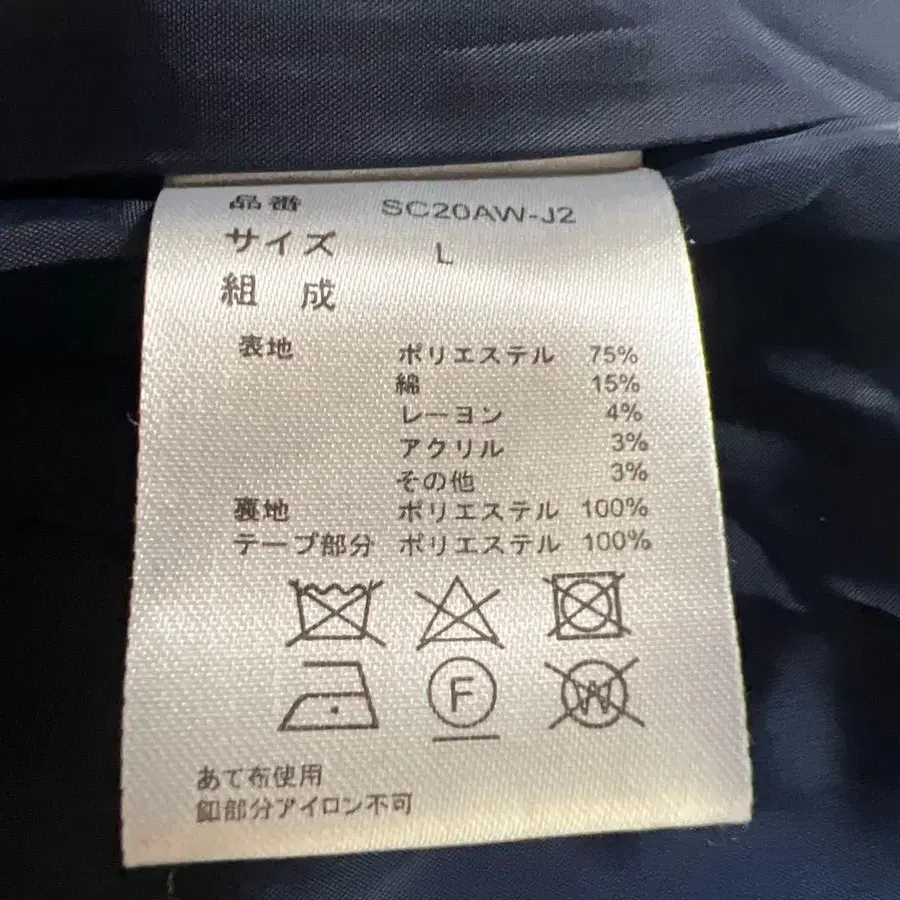 品番 SC20AW-J2
サイズ L
組 成
表地 ポリエステル 75%
綿 15%
レーヨン 4%
アクリル 3%
その他 3%
裏地 ポリエステル 100%
テープ部分 ポリエステル 100%
F W
あて布使用
釦部分アイロン不可